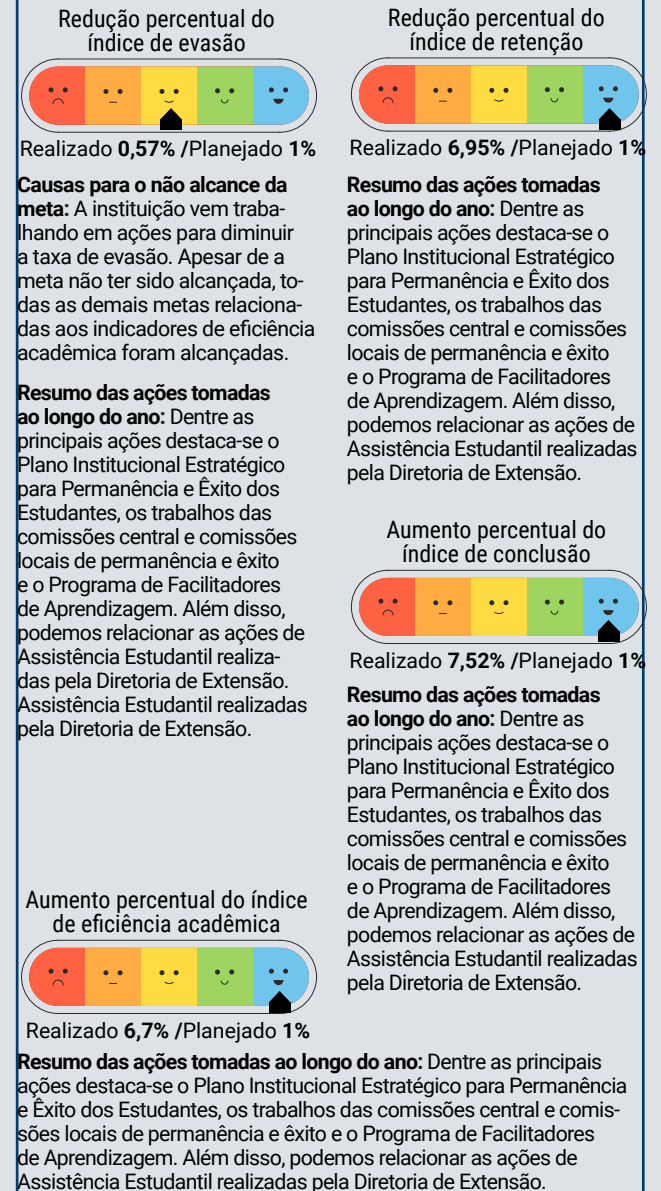 Redução percentual do
índice de evasão
Realizado 0,57% /Planejado 1%
Causas para o não alcance da
meta: A instituição vem traba-
lhando em ações para diminuir
a taxa de evasão. Apesar de a
meta não ter sido alcançada, to-
das as demais metas relaciona-
das aos indicadores de eficiência
acadêmica foram alcançadas.
Resumo das ações tomadas
ao longo do ano: Dentre as
principais ações destaca-se o
Plano Institucional Estratégico
para Permanência e Êxito dos
Estudantes, os trabalhos das
comissões central e comissões
locais de permanência e êxito
e o Programa de Facilitadores
de Aprendizagem. Além disso,
podemos relacionar as ações de
Assistência Estudantil realiza-
das pela Diretoria de Extensão.
Assistência Estudantil realizadas
pela Diretoria de Extensão.
Redução percentual do
índice de retenção
Realizado 6,95% /Planejado 1%
Resumo das ações tomadas
ao longo do ano: Dentre as
principais ações destaca-se o
Plano Institucional Estratégico
para Permanência e Êxito dos
Estudantes, os trabalhos das
comissões central e comissões
locais de permanência e êxito
e o Programa de Facilitadores
de Aprendizagem. Além disso,
podemos relacionar as ações de
Assistência Estudantil realizadas
pela Diretoria de Extensão.
Aumento percentual do
índice de conclusão
Realizado 7,52% /Planejado 1%
Resumo das ações tomadas
ao longo do ano: Dentre as
principais ações destaca-se o
Plano Institucional Estratégico
para Permanência e Êxito dos
Estudantes, os trabalhos das
comissões central e comissões
locais de permanência e êxito
e o Programa de Facilitadores
de Aprendizagem. Além disso,
podemos relacionar as ações de
Assistência Estudantil realizadas
pela Diretoria de Extensão.
Aumento percentual do índice
de eficiência acadêmica
Realizado 6,7% /Planejado 1%
Resumo das ações tomadas ao longo do ano: Dentre as principais
ações destaca-se o Plano Institucional Estratégico para Permanência
e Êxito dos Estudantes, os trabalhos das comissões central e comis-
sões locais de permanência e êxito e o Programa de Facilitadores
de Aprendizagem. Além disso, podemos relacionar as ações de
Assistência Estudantil realizadas pela Diretoria de Extensão.